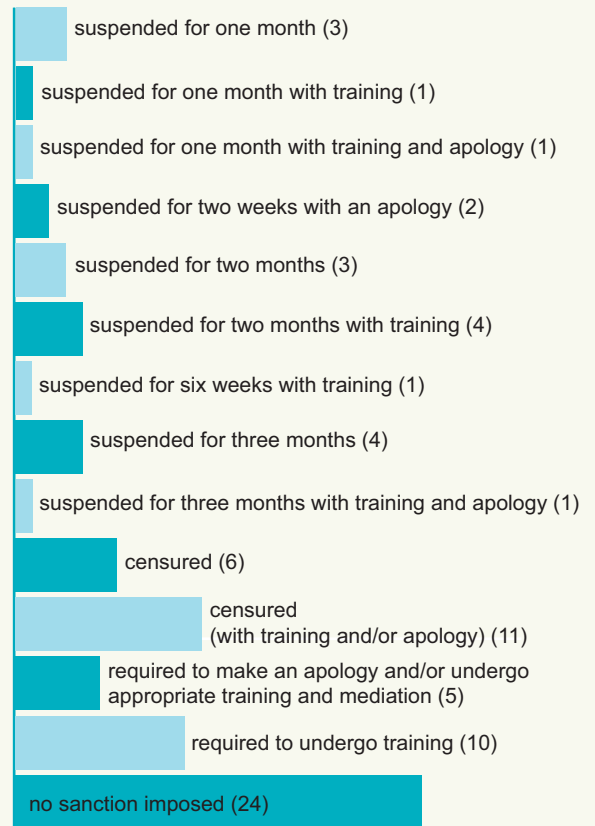 suspended for one month (3)
suspended for one month with training (1)
suspended for one month with training and apology (1)
suspended for two weeks with an apology (2)
suspended for two months (3)
suspended for two months with training (4)
suspended for six weeks with training (1)
suspended for three months (4)
suspended for three months with training and apology (1)
censured (6)
censured
(with training and/or apology) (11)
required to make an apology and/or undergo
appropriate training and mediation (5)
required to undergo training (10)
no sanction imposed (24)